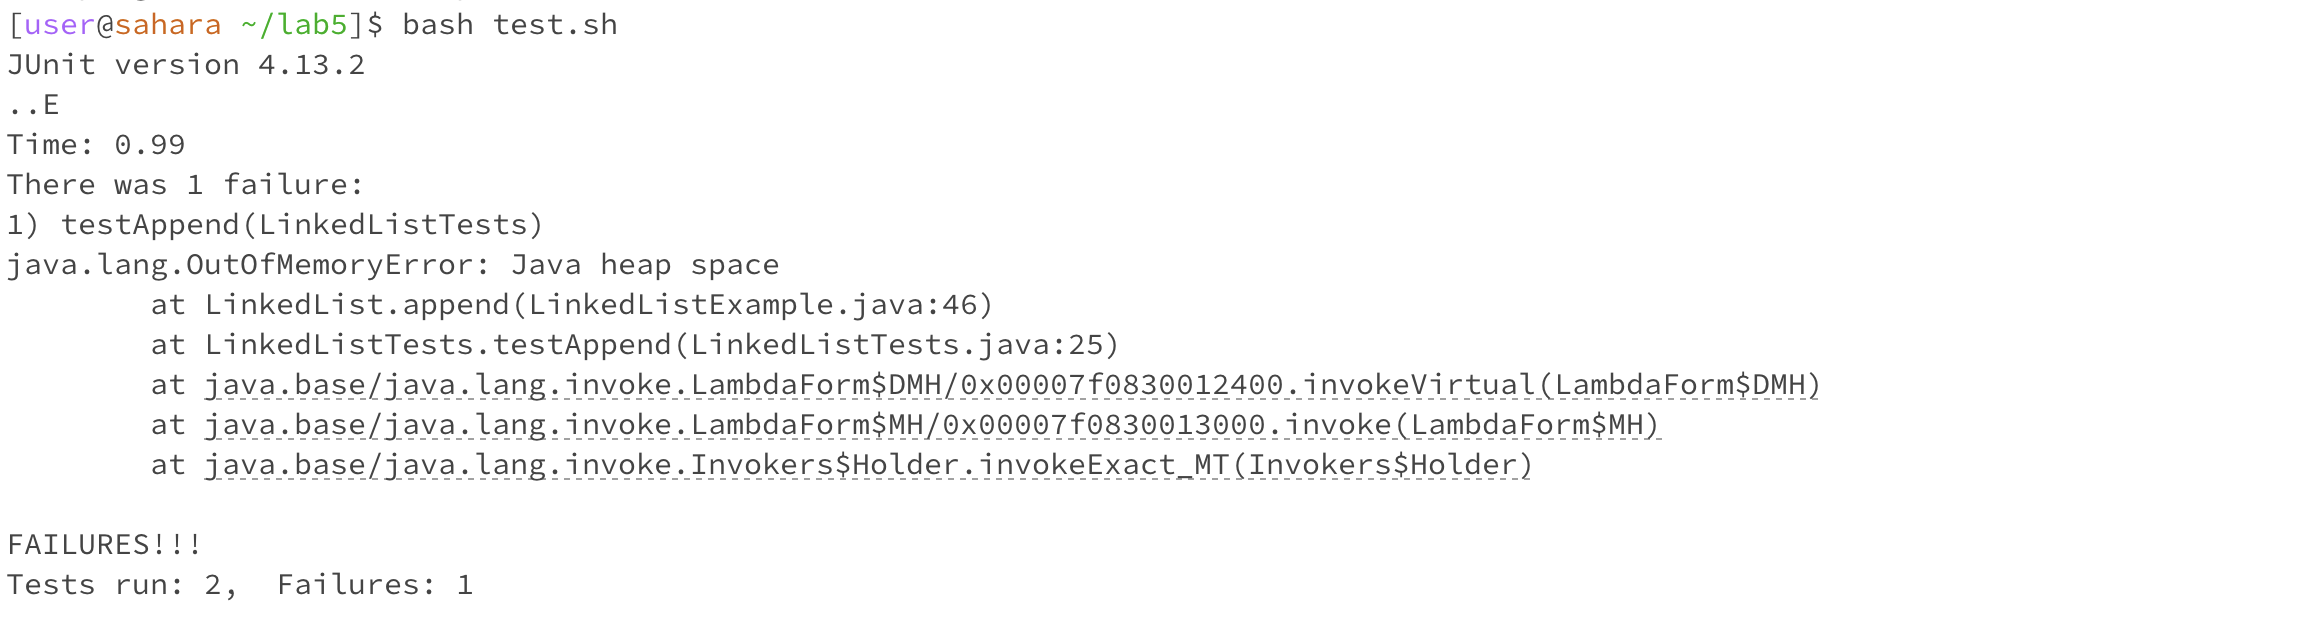 [user@sahara ~/lab5]$ bash test.sh
JUnit version 4.13.2
..E
Time: 0.99
There was 1 failure:
1) testAppend(LinkedListTests)
java.lang.OutOfMemoryError: Java heap space
        at LinkedList.append(LinkedListExample.java:46)
        at LinkedListTests.testAppend(LinkedListTests.java:25)
        at java.base/java.lang.invoke.LambdaForm$DMH/0x00007f0830012400.invokeVirtual(LambdaForm$DMH)
        at java.base/java.lang.invoke.LambdaForm$MH/0x00007f0830013000.invoke(LambdaForm$MH)
        at java.base/java.lang.invoke.Invokers$Holder.invokeExact_MT(Invokers$Holder)
FAILURES!!!
Tests run: 2,  Failures: 1